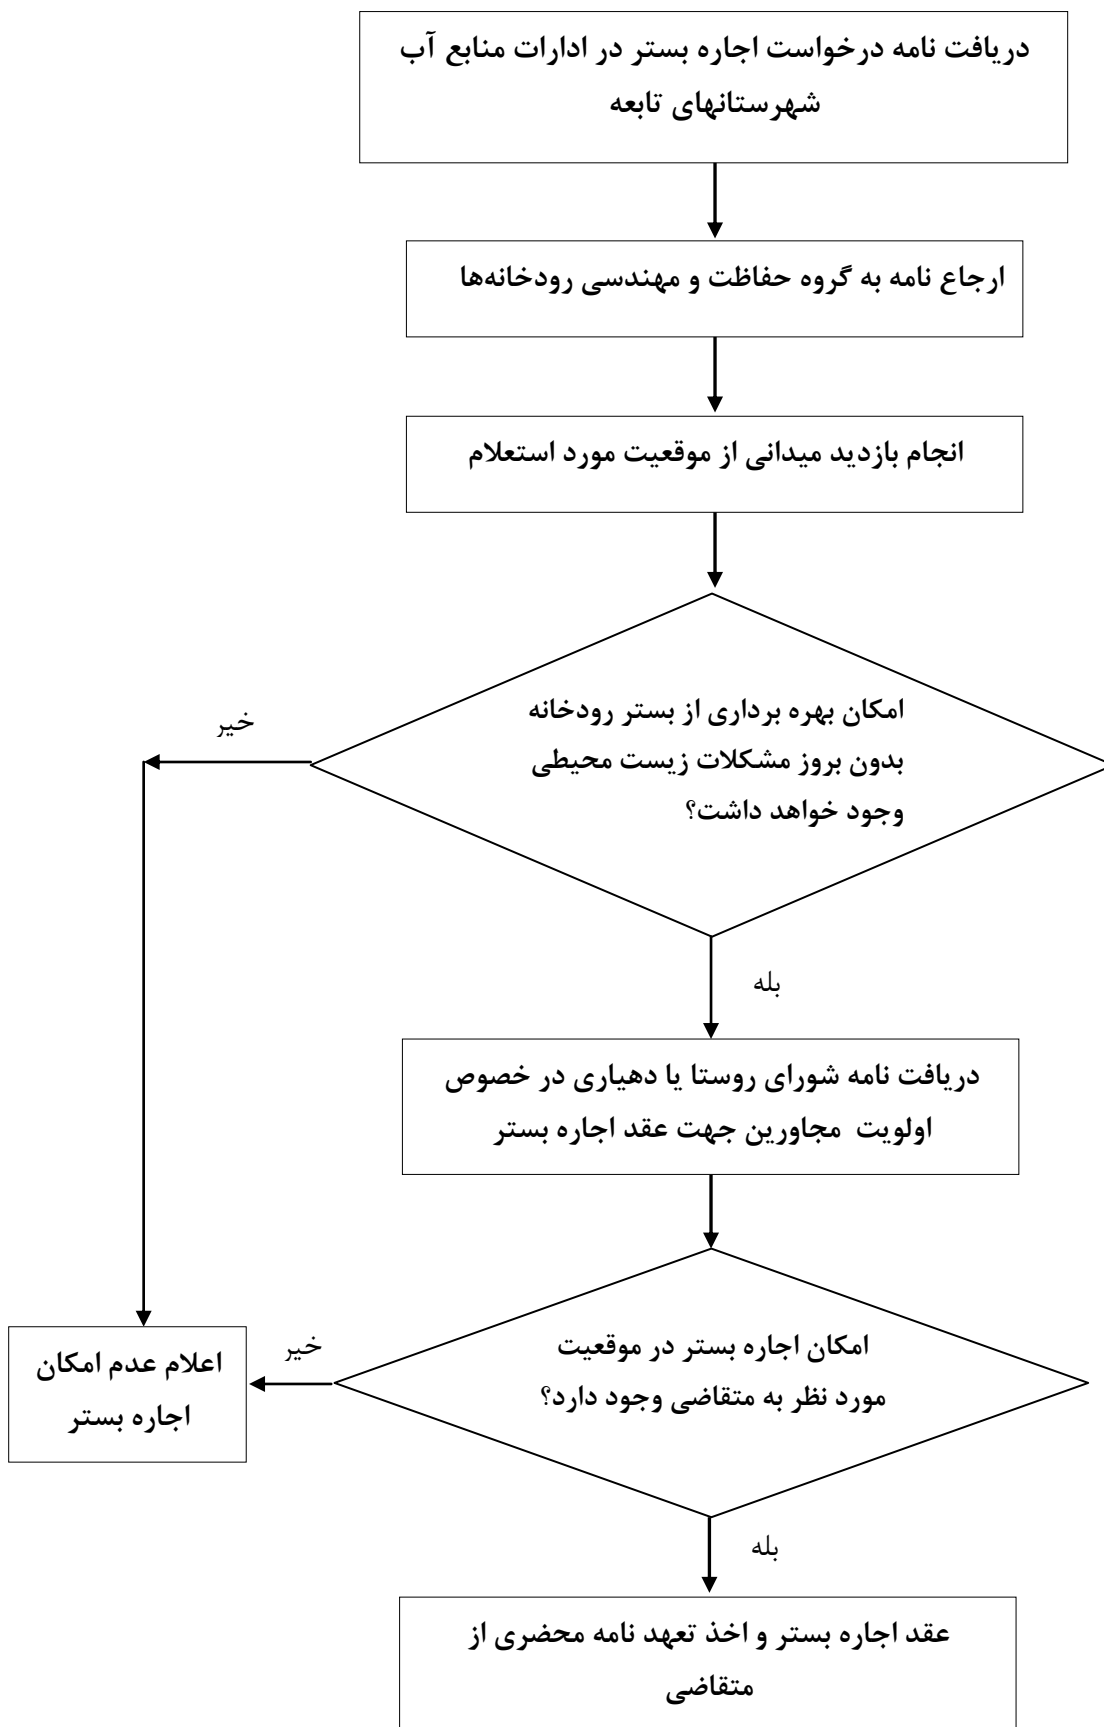 دریافت نامه درخواست اجاره بستر در ادارات منابع آب
شهرستانهای تابعه
ارجاع نامه به گروه حفاظت و مهندسی رودخانه‌ها
انجام بازدید میدانی از موقعیت مورد استعلام
امکان بهره برداری از بستر رودخانه
بدون بروز مشکلات زیست محیطی
وجود خواهد داشت؟
خیر
بله
دریافت نامه شورای روستا یا دهیاری در خصوص
اولویت مجاورین جهت عقد اجاره بستر
امکان اجاره بستر در موقعیت
مورد نظر به متقاضی وجود دارد؟
خیر
اعلام عدم امکان
اجاره بستر
بله
عقد اجاره بستر و اخذ تعهد نامه محضری از
متقاضی